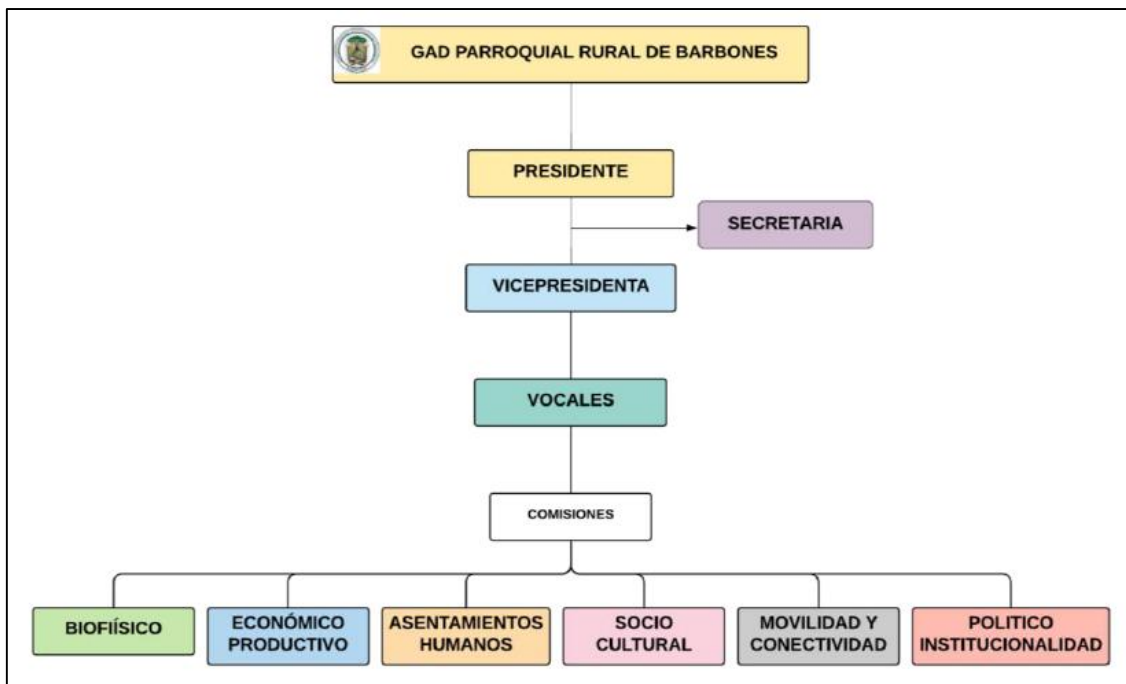 GAD PARROQUIAL RURAL DE BARBONES
PRESIDENTE
SECRETARIA
VICEPRESIDENTA
VOCALES
COMISIONES
BIOFIÍSICO
ECONÓMICO
PRODUCTIVO
ASENTAMIENTOS
HUMANOS
SOCIO
CULTURAL
MOVILIDAD Y
CONECTIVIDAD
POLITICO
INSTITUCIONALIDAD